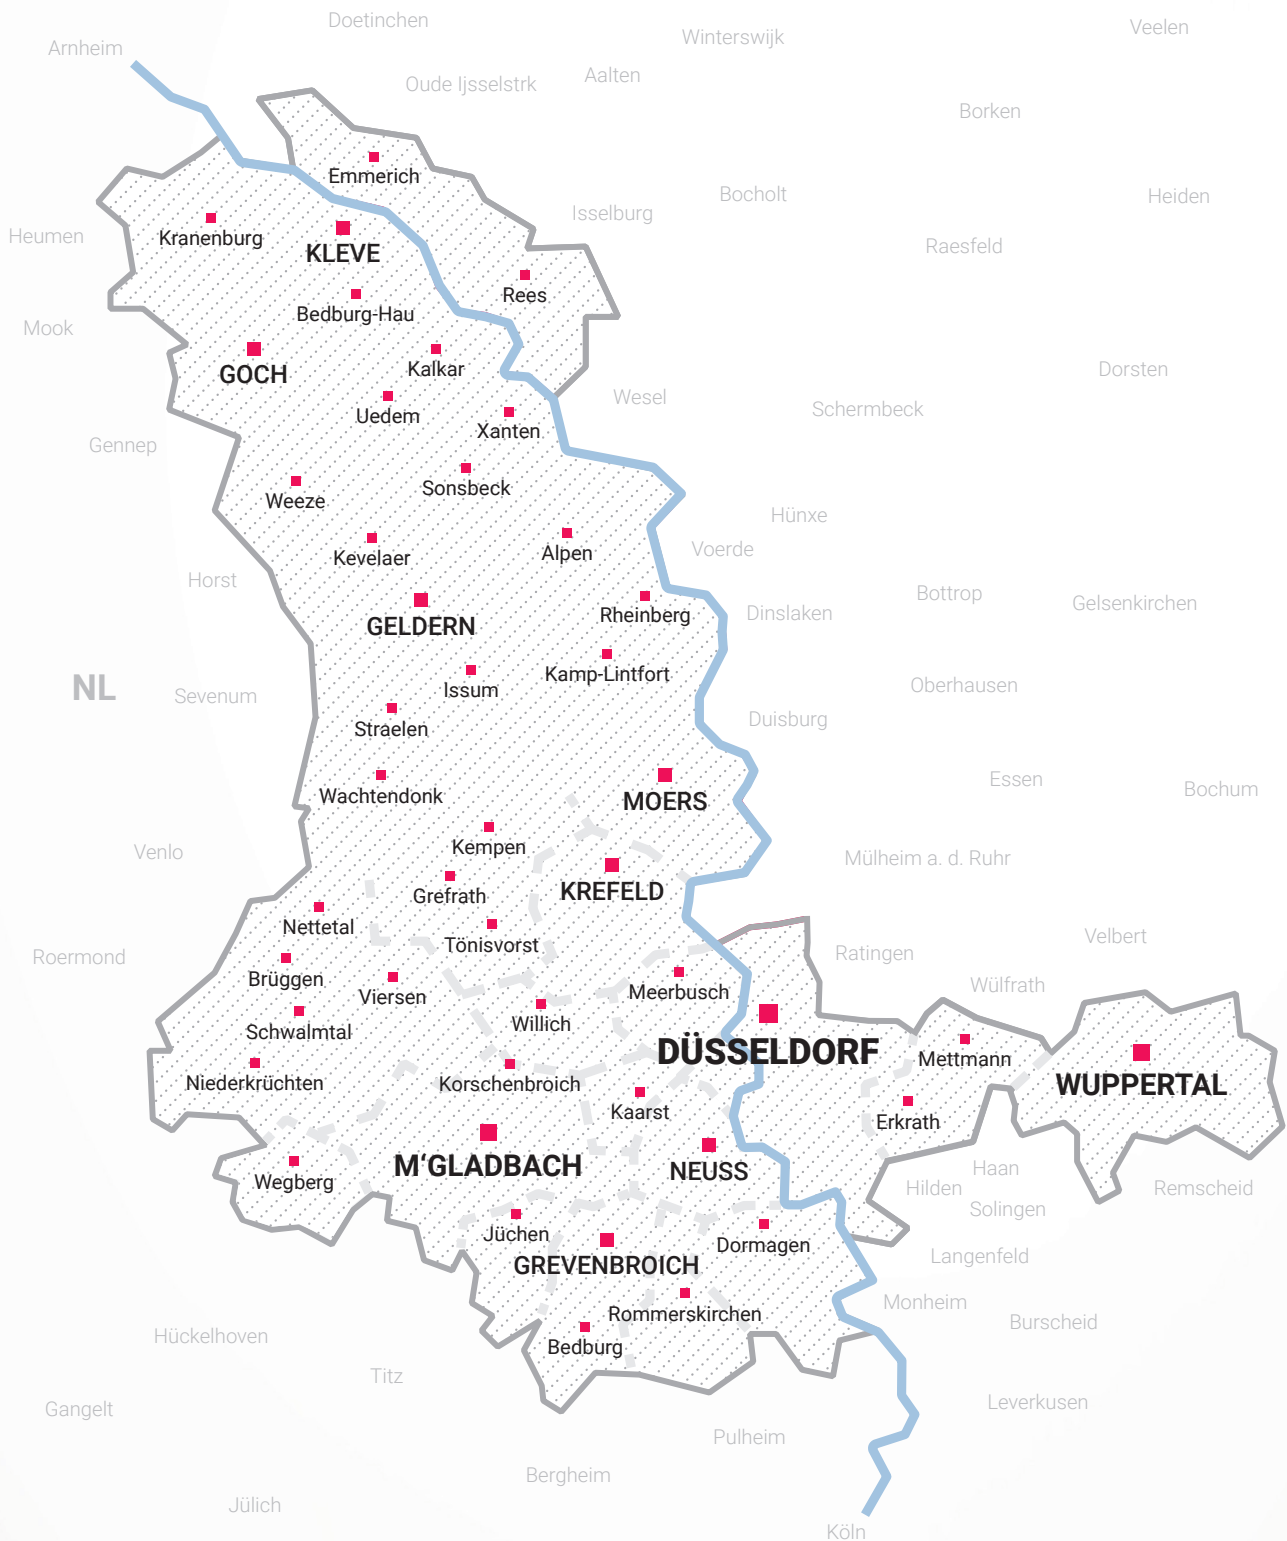 Doetinchen
Veelen
Winterswijk
Arnheim
Aalten
Oude Ijsselstrk
Borken
Emmerich
Bocholt
Heiden
Isselburg
Heumen
Kranenburg
Raesfeld
KLEVE
Rees
Bedburg-Hau
Mook
Kalkar
Dorsten
GOCH
Wesel
Schermbeck
Uedem
Xanten
Gennep
Sonsbeck
Weeze
Hünxe
Voerde
Alpen
Kevelaer
Horst
Bottrop
Gelsenkirchen
Dinslaken
Rheinberg
GELDERN
Kamp-Lintfort
Oberhausen
NL
Issum
Sevenum
Duisburg
Straelen
Essen
Bochum
Wachtendonk
MOERS
Kempen
Venlo
Mülheim a. d. Ruhr
KREFELD
Grefrath
Nettetal
Velbert
Tönisvorst
Ratingen
Roermond
Brüggen
Wülfrath
Meerbusch
Viersen
Willich
Schwalmtal
DÜSSELDORF
Mettmann
Niederkrüchten
Korschenbroich
WUPPERTAL
Kaarst
Erkrath
M‘GLADBACH
Haan
NEUSS
Wegberg
Hilden
Remscheid
Solingen
Jüchen
Dormagen
Langenfeld
GREVENBROICH
Monheim
Rommerskirchen
Burscheid
Hückelhoven
Bedburg
Titz
Leverkusen
Gangelt
Pulheim
Bergheim
Jülich
Köln